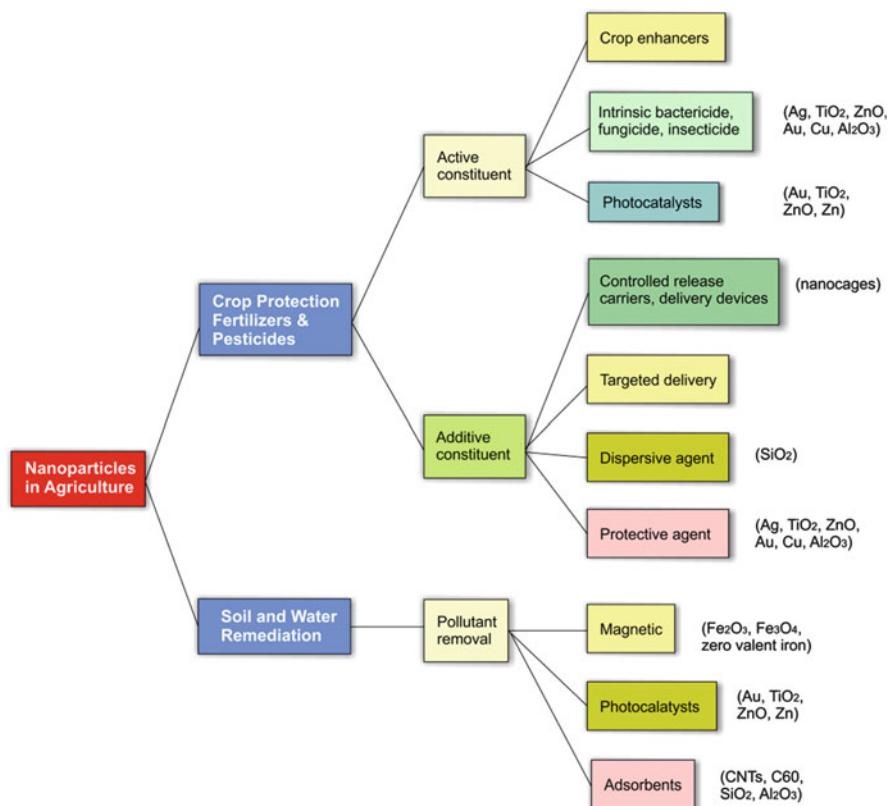 Crop enhancers
Intrinsic bactericide,
fungicide, insecticide
(Ag, TiO₂, ZnO,
Au, Cu, Al₂O₃)
Active
constituent
Photocatalysts
(Au, TiO₂,
ZnO, Zn)
Controlled release
carriers, delivery devices
(nanocages)
Crop Protection
Fertilizers &
Pesticides
Targeted delivery
Additive
constituent
Dispersive agent
(SiO₂)
Nanoparticles
in Agriculture
Protective agent
(Ag, TiO₂, ZnO,
Au, Cu, Al₂O₃)
Soil and Water
Remediation
Pollutant
removal
Magnetic
(Fe₂O₃, Fe₃O₄,
zero valent iron)
Photocalatysts
(Au, TiO₂,
ZnO, Zn)
Adsorbents
(CNTs, C60,
SiO₂, Al₂O₃)